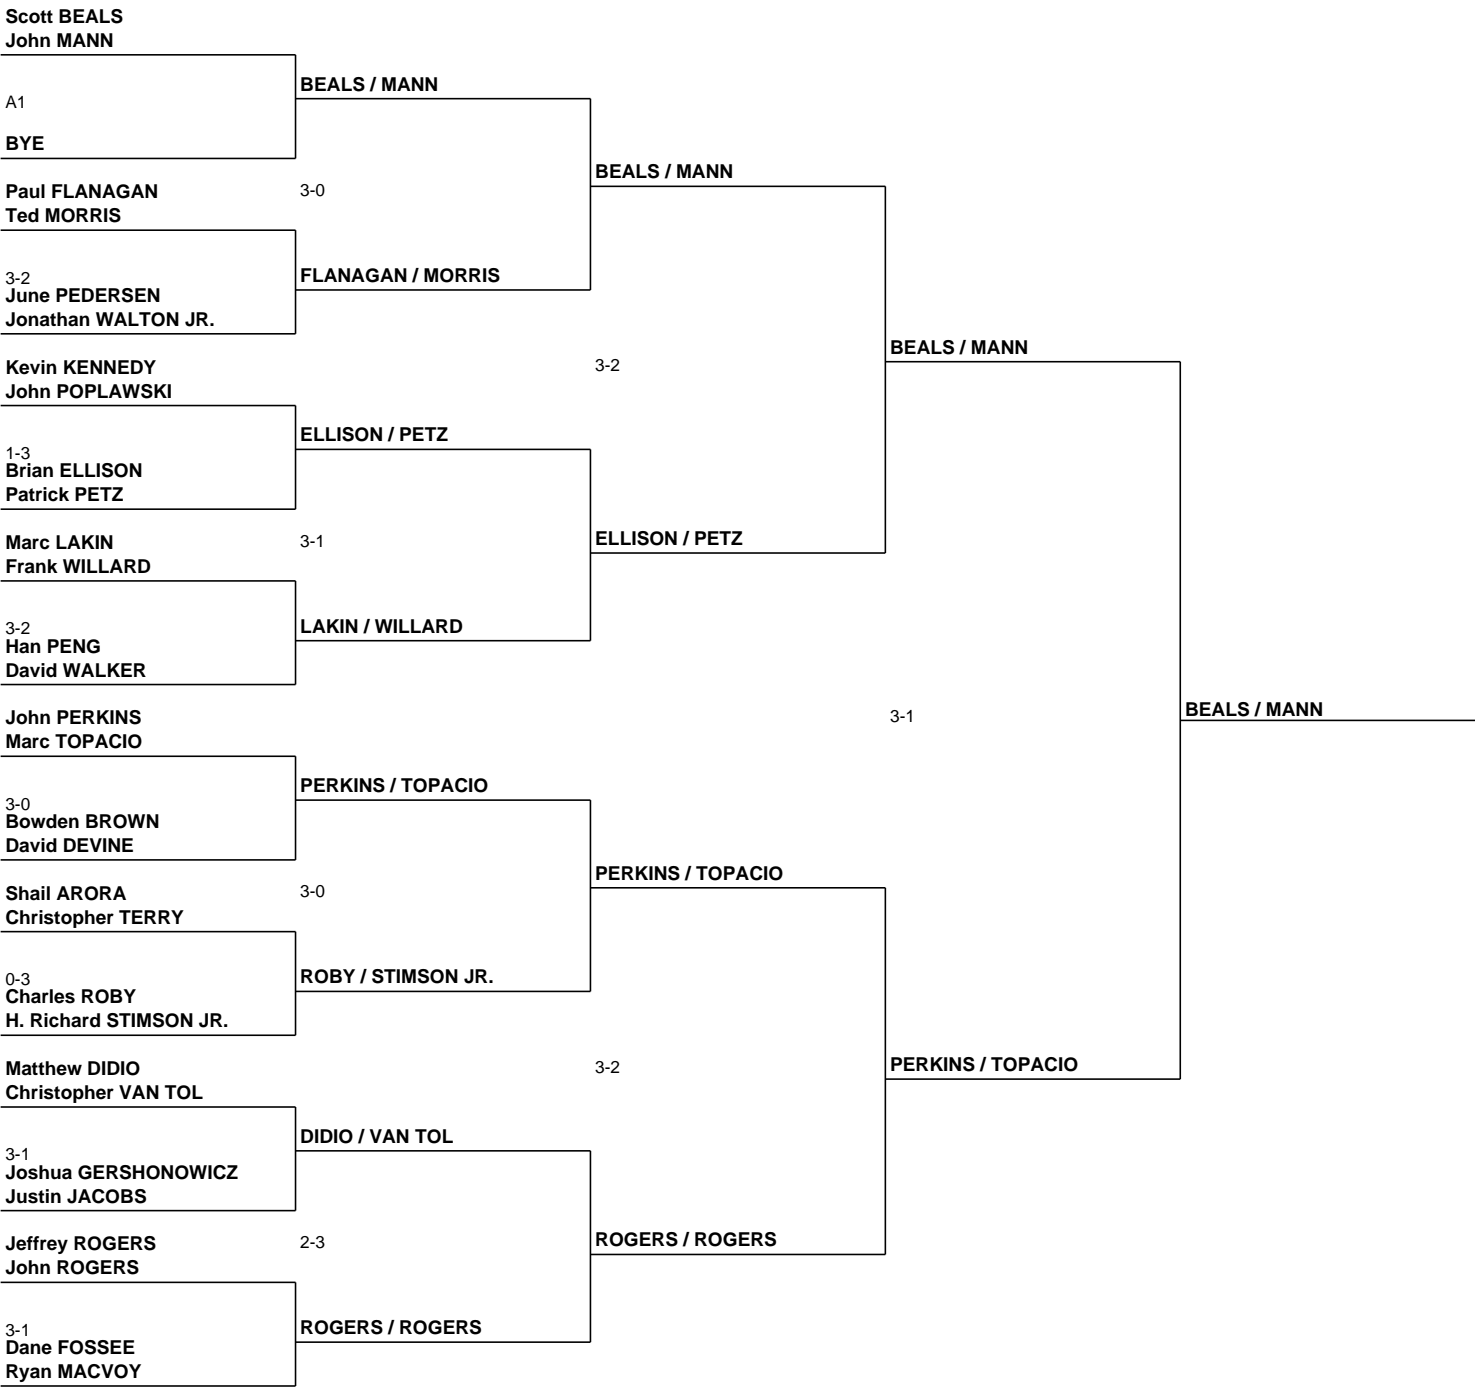 Scott BEALS
John MANN
A1
BYE
Paul FLANAGAN
Ted MORRIS
3-2
June PEDERSEN
Jonathan WALTON JR.
Kevin KENNEDY
John POPLAWSKI
1-3
Brian ELLISON
Patrick PETZ
Marc LAKIN
Frank WILLARD
3-2
Han PENG
David WALKER
John PERKINS
Marc TOPACIO
3-0
Bowden BROWN
David DEVINE
Shail ARORA
Christopher TERRY
0-3
Charles ROBY
H. Richard STIMSON JR.
Matthew DIDIO
Christopher VAN TOL
3-1
Joshua GERSHONOWICZ
Justin JACOBS
Jeffrey ROGERS
John ROGERS
3-1
Dane FOSSEE
Ryan MACVOY
BEALS / MANN
3-0
FLANAGAN / MORRIS
ELLISON / PETZ
3-1
LAKIN / WILLARD
PERKINS / TOPACIO
3-0
ROBY / STIMSON JR.
DIDIO / VAN TOL
2-3
ROGERS / ROGERS
BEALS / MANN
3-2
ELLISON / PETZ
PERKINS / TOPACIO
3-2
ROGERS / ROGERS
BEALS / MANN
3-1
PERKINS / TOPACIO
BEALS / MANN